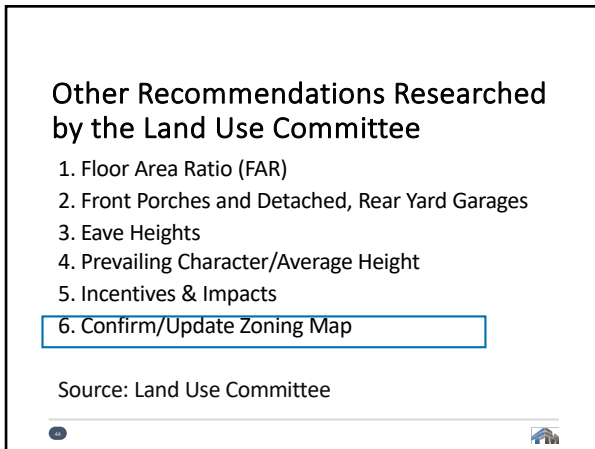 Other Recommendations Researched
by the Land Use Committee
1. Floor Area Ratio (FAR)
2. Front Porches and Detached, Rear Yard Garages
3. Eave Heights
4. Prevailing Character/Average Height
5. Incentives & Impacts
6. Confirm/Update Zoning Map
Source: Land Use Committee
44